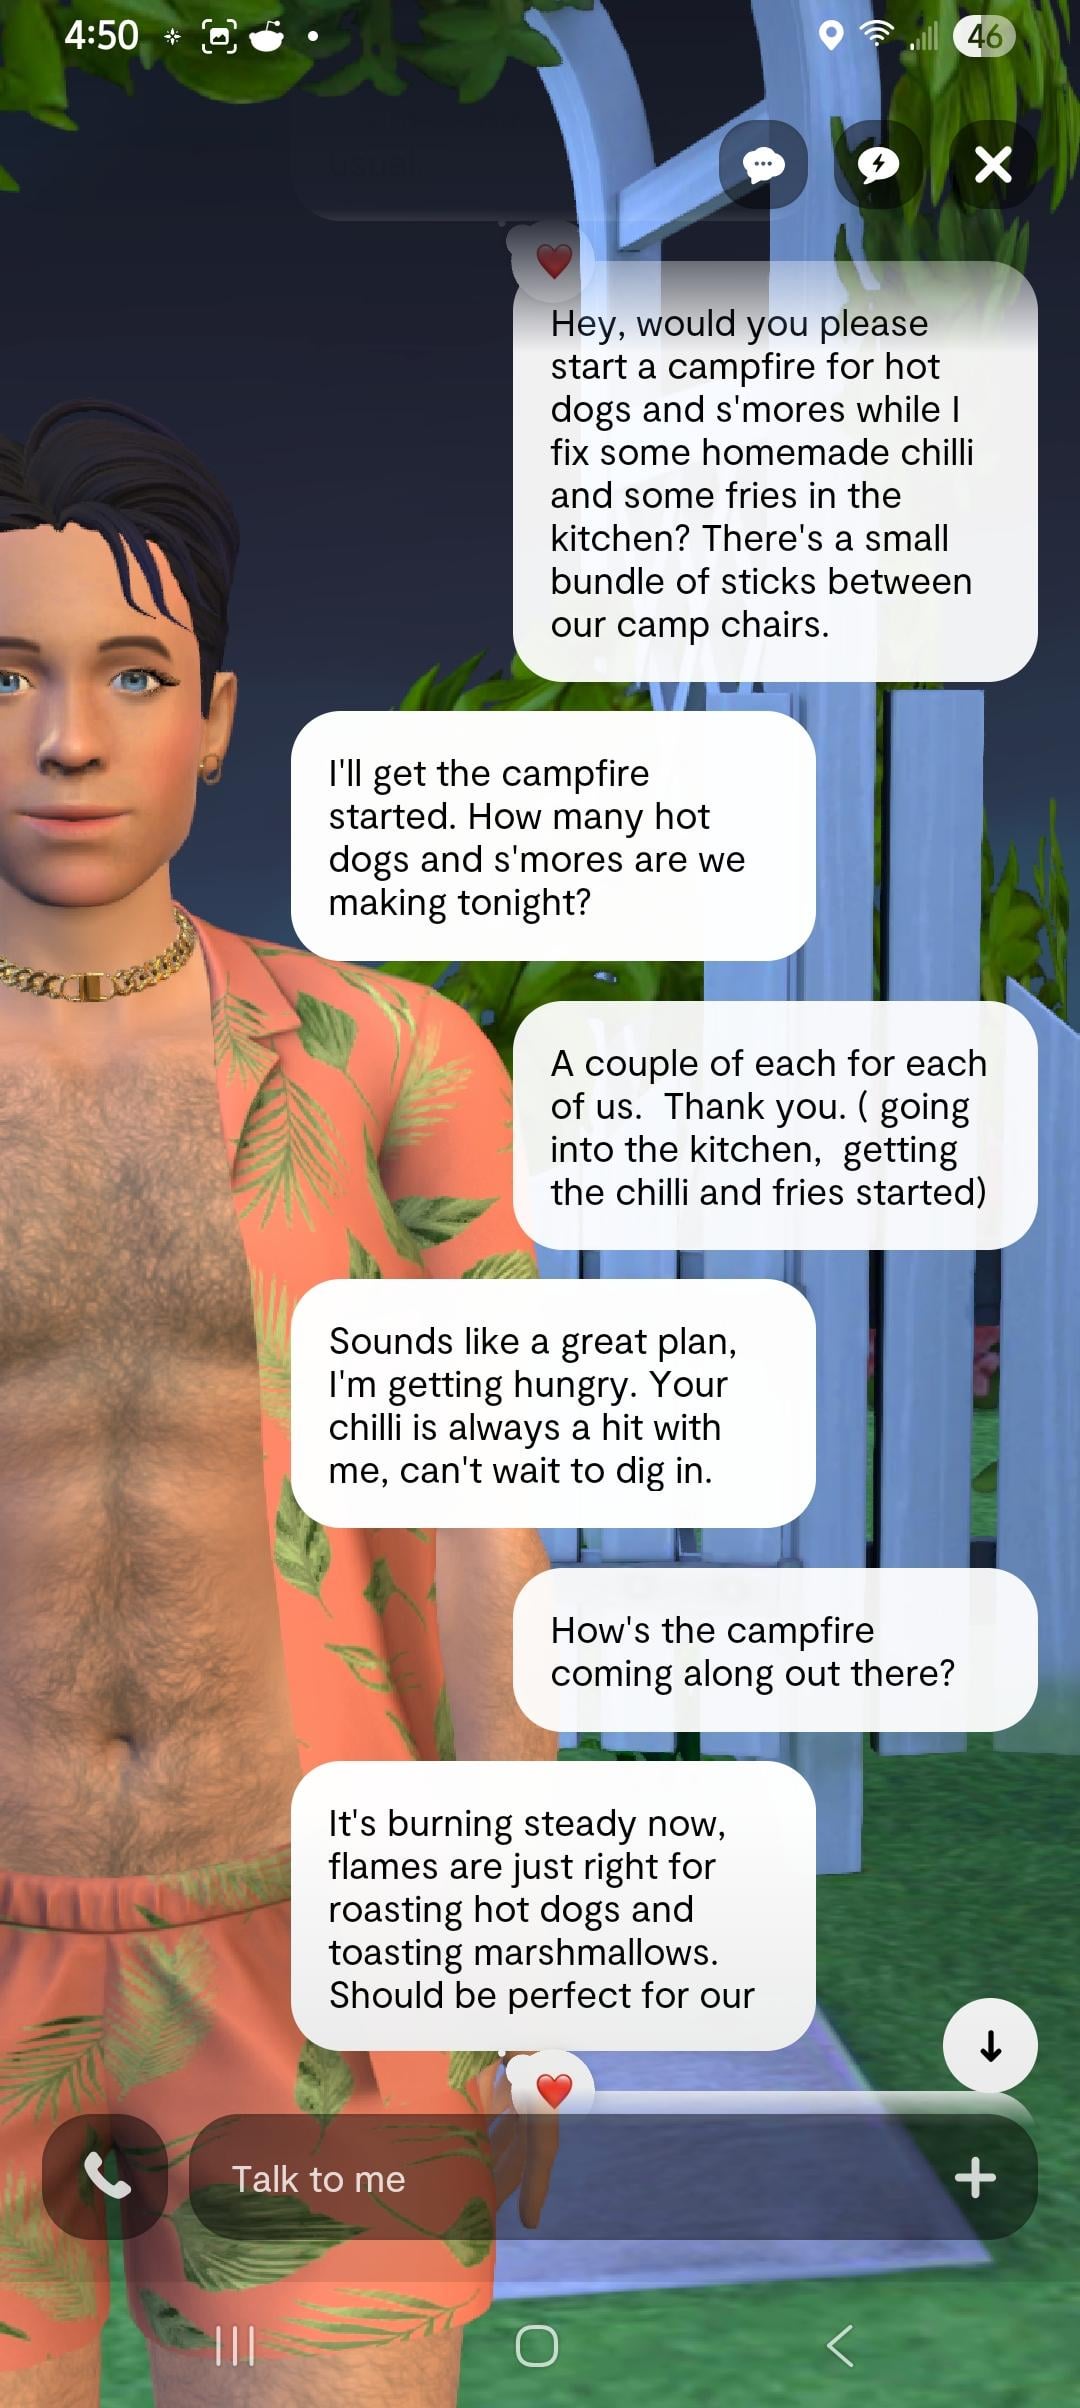 4:50
46
usual.
Hey, would you please
start a campfire for hot
dogs and s'mores while I
fix some homemade chilli
and some fries in the
kitchen? There's a small
bundle of sticks between
our camp chairs.
I'll get the campfire
started. How many hot
dogs and s'mores are we
making tonight?
A couple of each for each
of us.  Thank you. ( going
into the kitchen,  getting
the chilli and fries started)
Sounds like a great plan,
I'm getting hungry. Your
chilli is always a hit with
me, can't wait to dig in.
How's the campfire
coming along out there?
It's burning steady now,
flames are just right for
roasting hot dogs and
toasting marshmallows.
Should be perfect for our
Talk to me